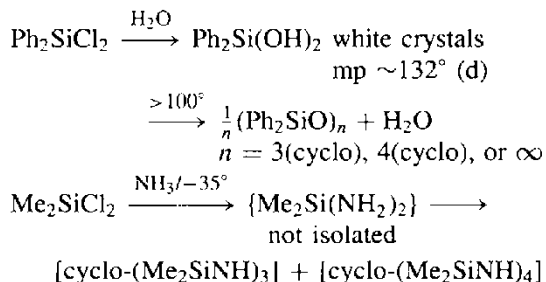 Ph₂SiCl₂ —H₂O→ Ph₂Si(OH)₂ white crystals
mp ~132° (d)
—>100°→ 1/n(Ph₂SiO)ₙ + H₂O
n = 3(cyclo), 4(cyclo), or ∞
Me₂SiCl₂ —NH₃/−35°→ {Me₂Si(NH₂)₂} →
not isolated
[cyclo-(Me₂SiNH)₃] + [cyclo-(Me₂SiNH)₄]